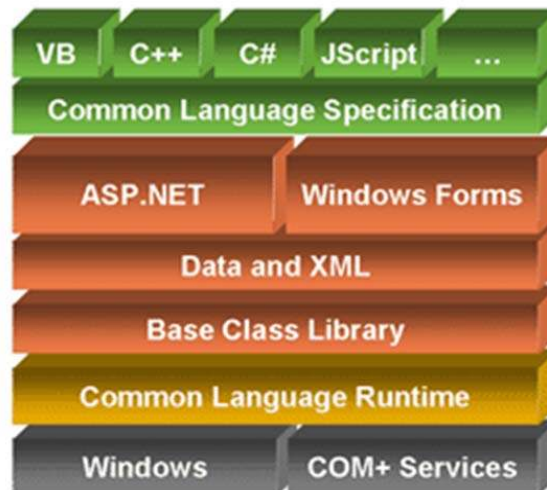 VB C++ C# JScript ...
Common Language Specification
ASP.NET Windows Forms
Data and XML
Base Class Library
Common Language Runtime
Windows COM+ Services